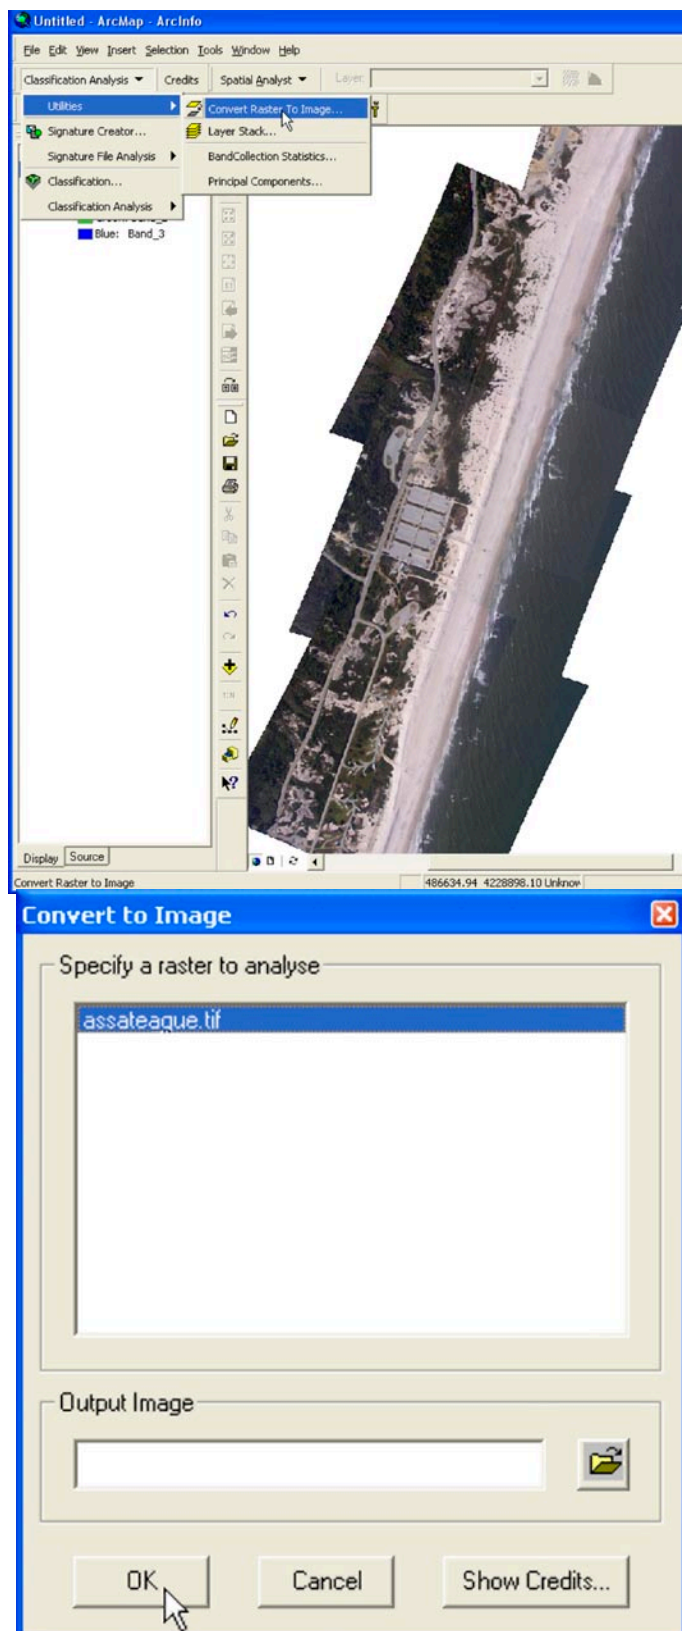 Untitled - ArcMap - ArcInfo
File Edit View Insert Selection Tools Window Help
Classification Analysis Credits Spatial Analyst Layer:
Utilities
Convert Raster To Image...
Signature Creator...
Layer Stack...
Signature File Analysis
BandCollection Statistics...
Classification...
Principal Components...
Classification Analysis
Blue: Band_3
Display Source
Convert Raster to Image
486634.94 4228898.10 Unknow
Convert to Image
Specify a raster to analyse
assateague.tif
Output Image
OK Cancel Show Credits...